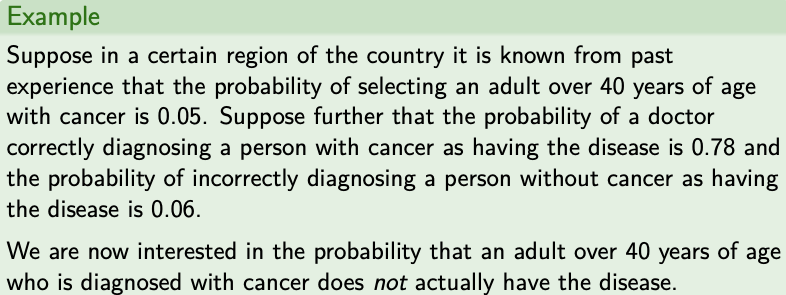 Example
Suppose in a certain region of the country it is known from past
experience that the probability of selecting an adult over 40 years of age
with cancer is 0.05. Suppose further that the probability of a doctor
correctly diagnosing a person with cancer as having the disease is 0.78 and
the probability of incorrectly diagnosing a person without cancer as having
the disease is 0.06.
We are now interested in the probability that an adult over 40 years of age
who is diagnosed with cancer does not actually have the disease.